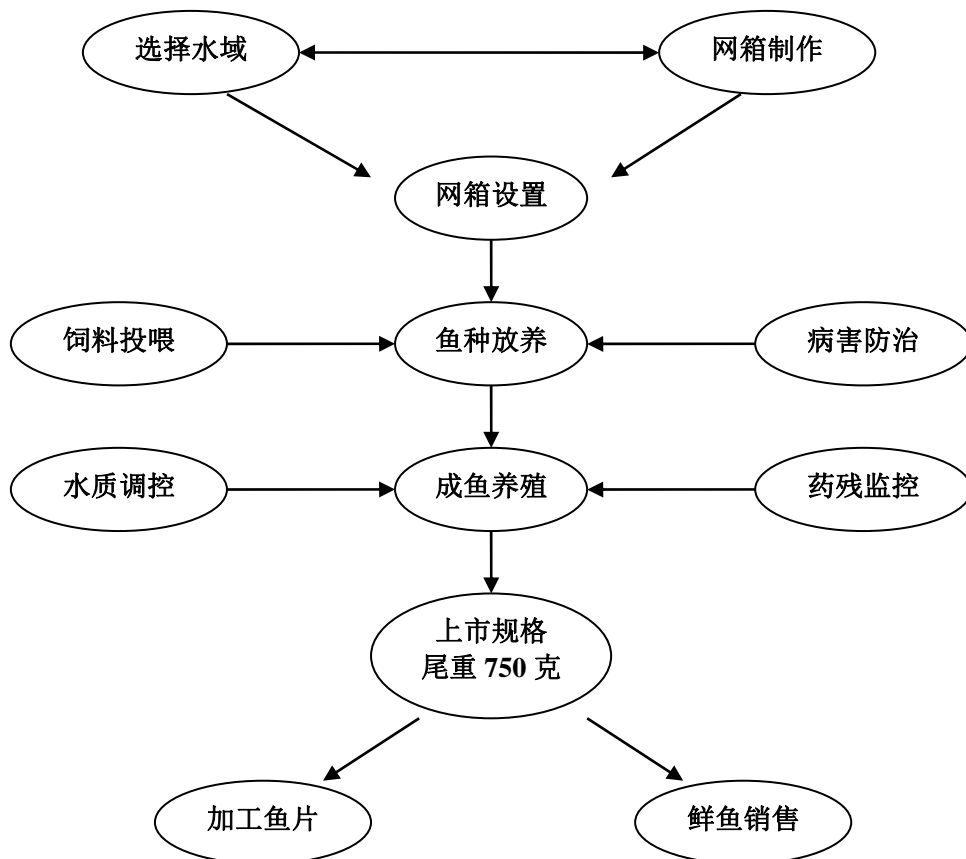 选择水域
网箱制作
网箱设置
饲料投喂
鱼种放养
病害防治
水质调控
成鱼养殖
药残监控
上市规格
尾重 750 克
加工鱼片
鲜鱼销售